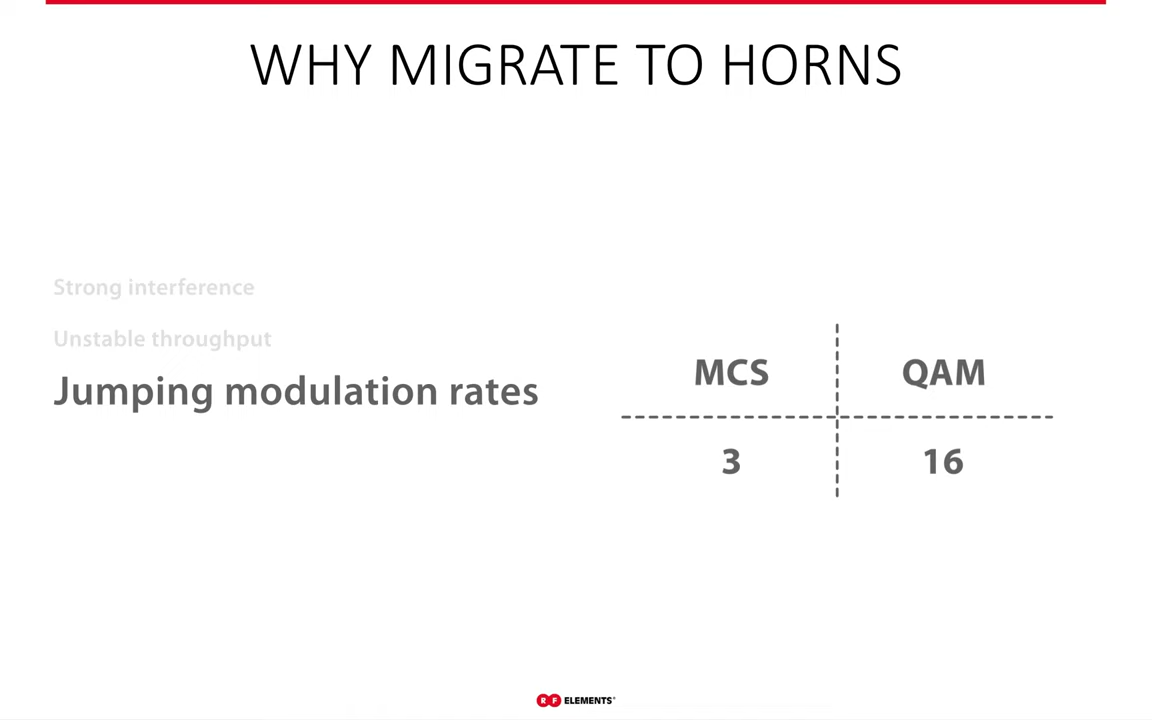 WHY MIGRATE TO HORNS
Strong interference
Unstable throughput
Jumping modulation rates
MCS QAM
3 16
RF ELEMENTS®